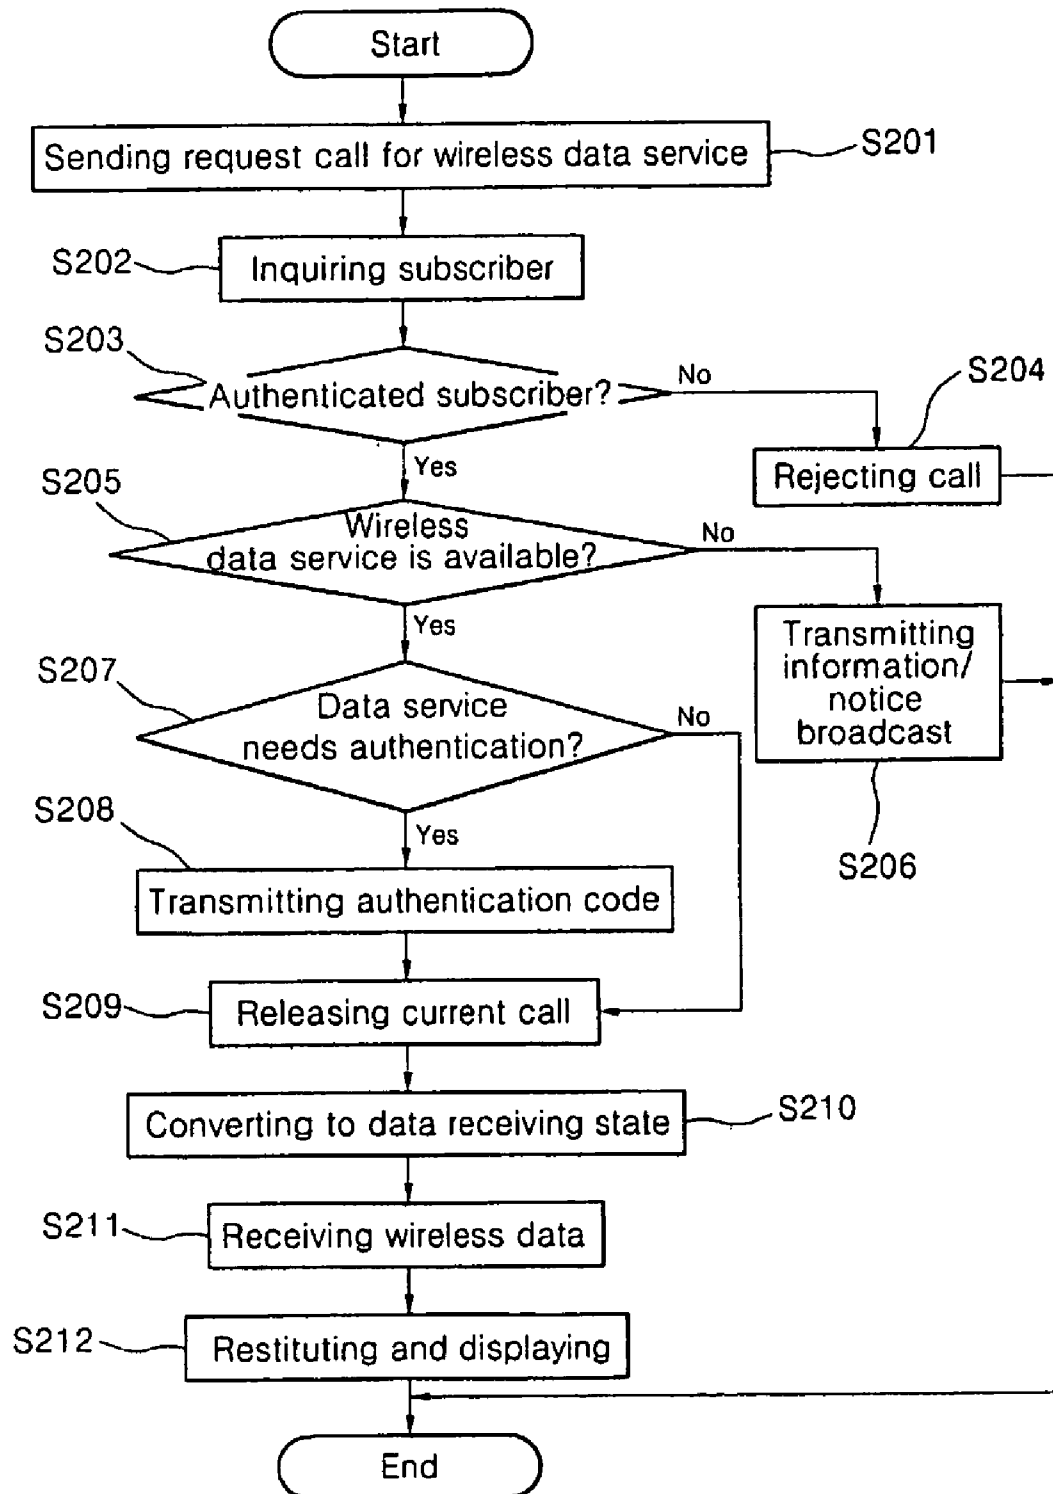 Start
Sending request call for wireless data service
S201
S202
Inquiring subscriber
S203
Authenticated subscriber?
No
S204
Yes
Rejecting call
S205
Wireless
data service is available?
No
Yes
Transmitting
information/
notice
broadcast
S206
S207
Data service
needs authentication?
No
Yes
S208
Transmitting authentication code
S209
Releasing current call
Converting to data receiving state
S210
S211
Receiving wireless data
S212
Restituting and displaying
End